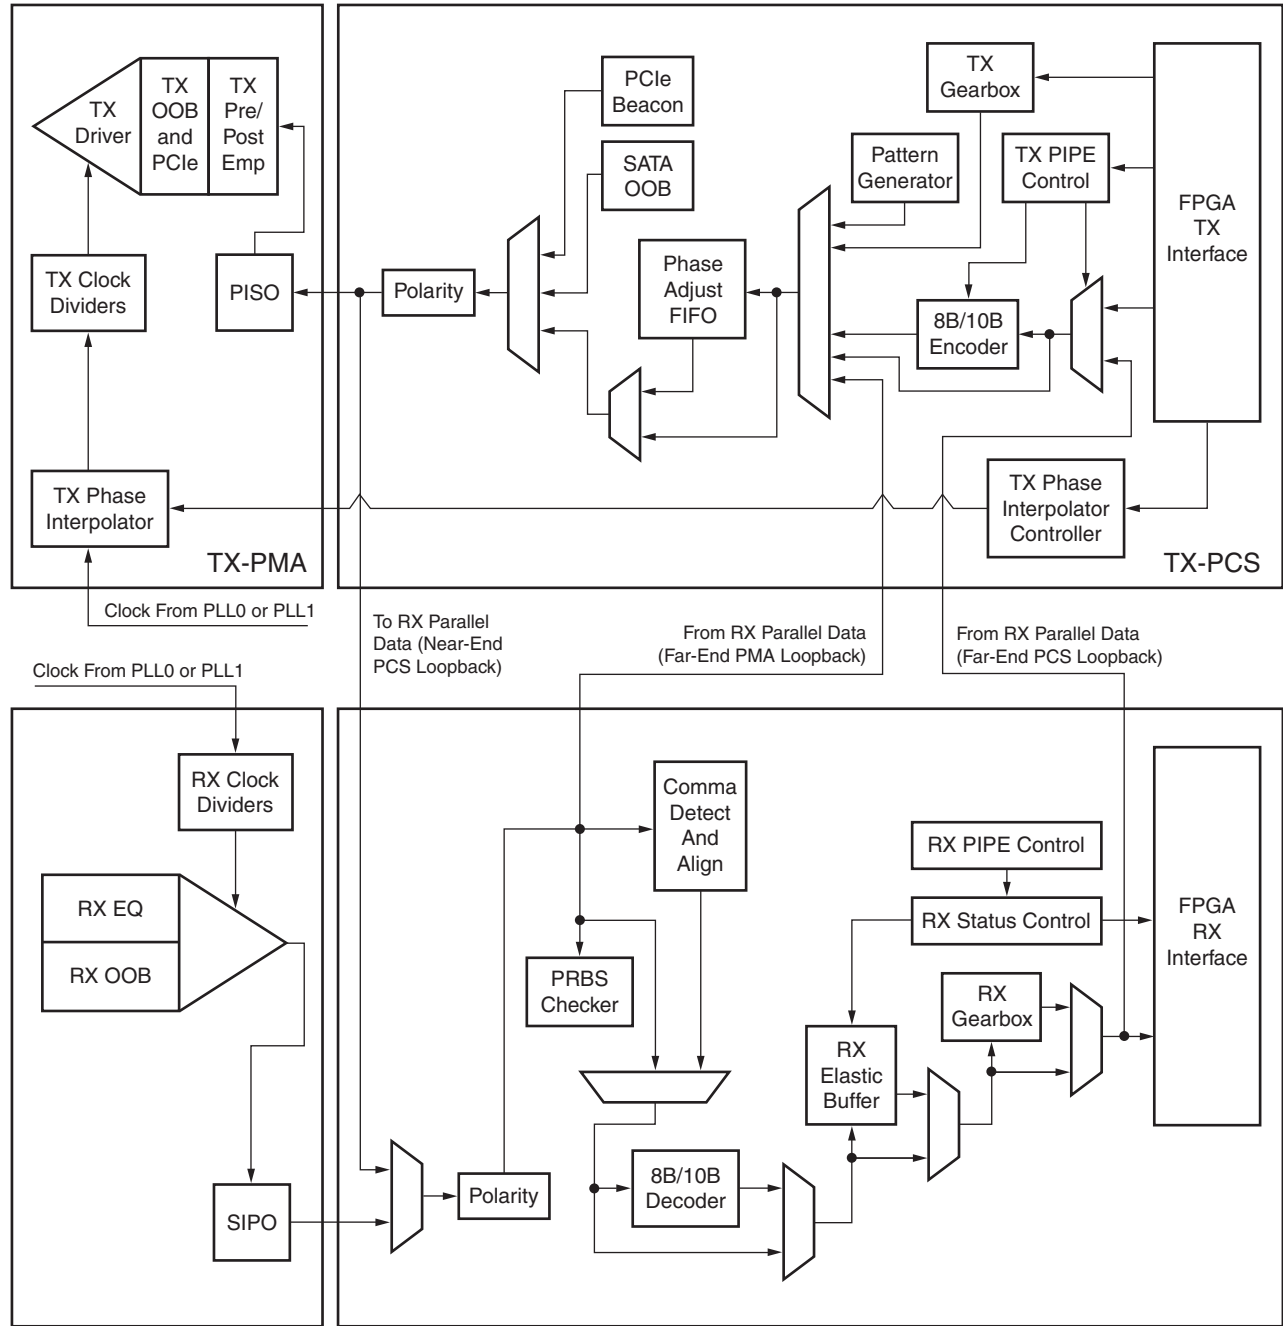 TX
Driver
TX
OOB
and
PCIe
TX
Pre/
Post
Emp
TX Clock
Dividers
PISO
TX Phase
Interpolator
TX-PMA
PCIe
Beacon
SATA
OOB
Polarity
Phase
Adjust
FIFO
Pattern
Generator
TX
Gearbox
TX PIPE
Control
8B/10B
Encoder
FPGA
TX
Interface
TX Phase
Interpolator
Controller
TX-PCS
Clock From PLL0 or PLL1
To RX Parallel
Data (Near-End
PCS Loopback)
From RX Parallel Data
(Far-End PMA Loopback)
From RX Parallel Data
(Far-End PCS Loopback)
Clock From PLL0 or PLL1
RX Clock
Dividers
RX EQ
RX OOB
SIPO
Polarity
Comma
Detect
And
Align
PRBS
Checker
8B/10B
Decoder
RX PIPE Control
RX Status Control
RX
Elastic
Buffer
RX
Gearbox
FPGA
RX
Interface